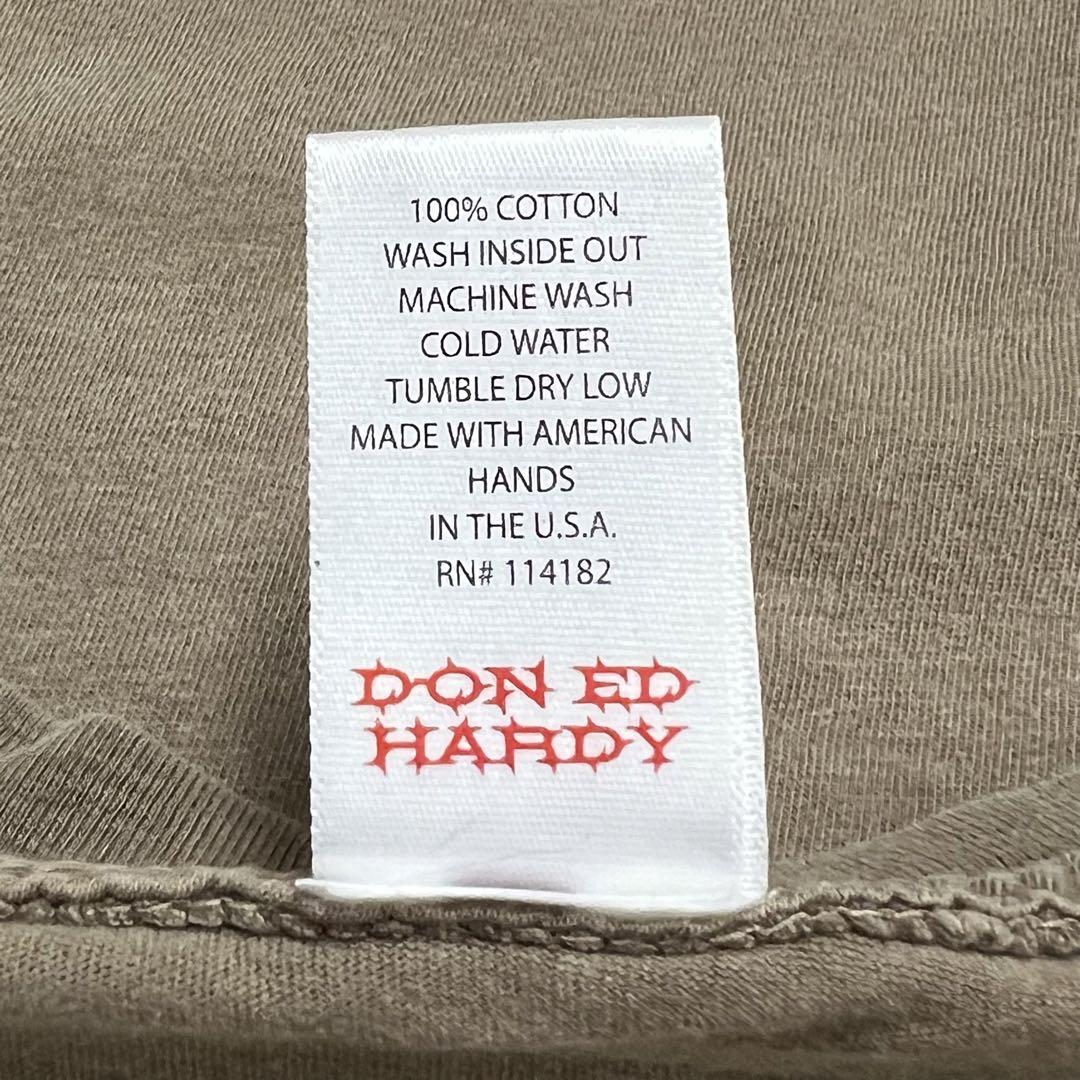 100% COTTON
WASH INSIDE OUT
MACHINE WASH
COLD WATER
TUMBLE DRY LOW
MADE WITH AMERICAN
HANDS
IN THE U.S.A.
RN# 114182
DON ED
HARDY